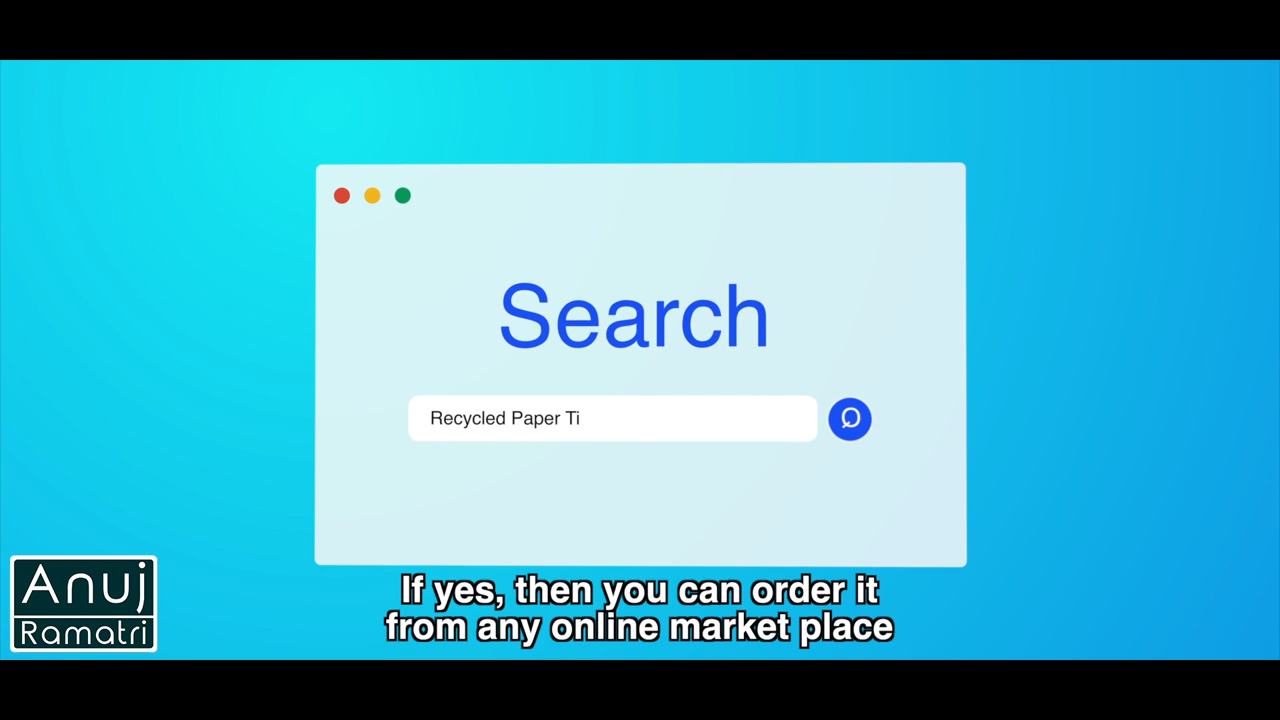 Search
Recycled Paper Ti
Anuj
Ramatri
If yes, then you can order it
from any online market place